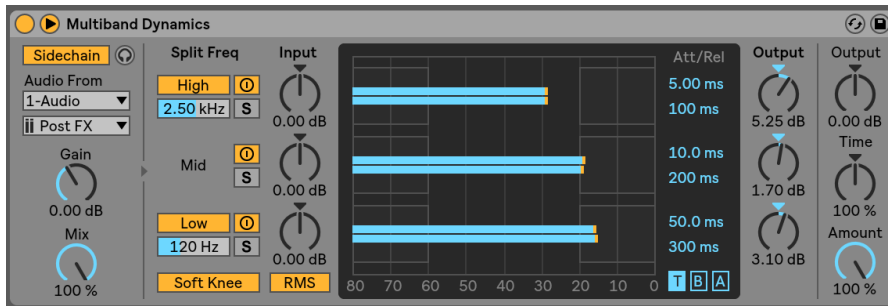 Multiband Dynamics
Sidechain
Audio From
1-Audio
Post FX
Gain
0.00 dB
Mix
100 %
Split Freq
High
2.50 kHz S
Mid
S
Low
120 Hz S
Soft Knee
Input
0.00 dB
0.00 dB
0.00 dB
RMS
Att/Rel
5.00 ms
100 ms
10.0 ms
200 ms
50.0 ms
300 ms
80 70 60 50 40 30 20 10 0
T B A
Output
5.25 dB
1.70 dB
3.10 dB
Output
0.00 dB
Time
100 %
Amount
100 %